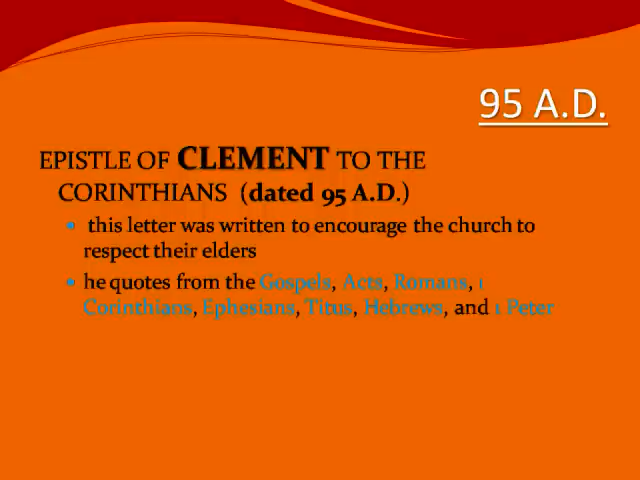 95 A.D.
EPISTLE OF CLEMENT TO THE
CORINTHIANS (dated 95 A.D.)
• this letter was written to encourage the church to
respect their elders
• he quotes from the Gospels, Acts, Romans, 1
Corinthians, Ephesians, Titus, Hebrews, and 1 Peter